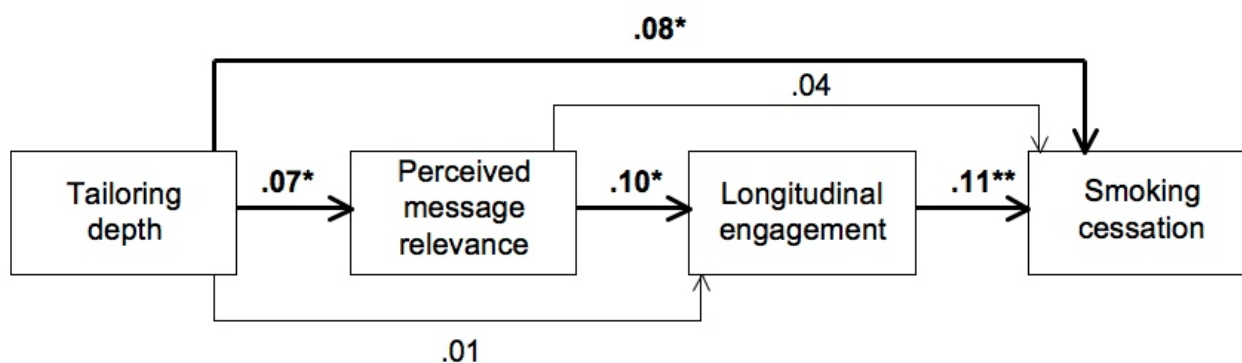 .08*
.04
Tailoring
depth
.07*
Perceived
message
relevance
.10*
Longitudinal
engagement
.11**
Smoking
cessation
.01